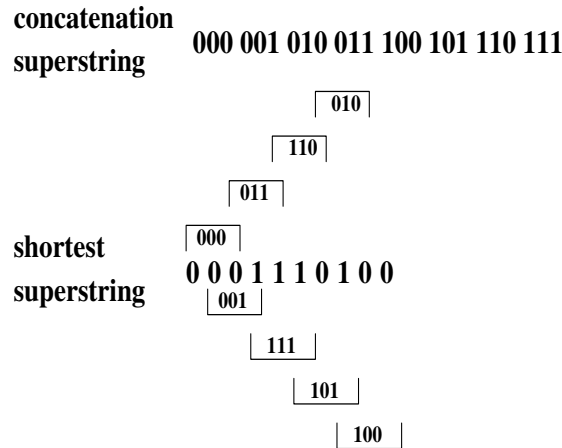 concatenation
superstring
000 001 010 011 100 101 110 111
010
110
011
000
shortest
superstring
0 0 0 1 1 1 0 1 0 0
001
111
101
100